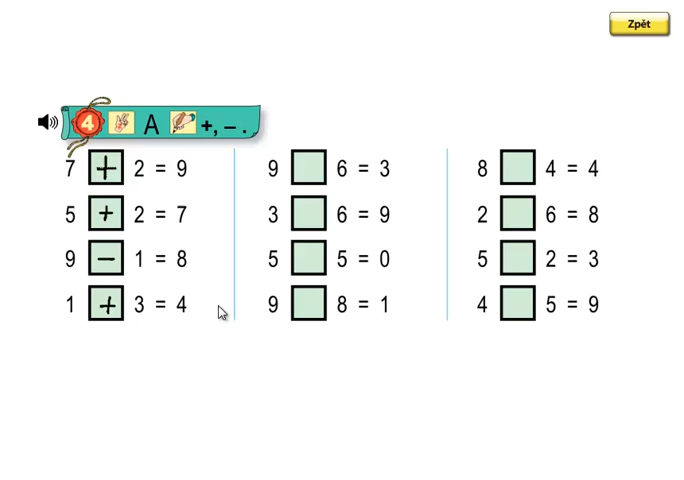 Zpět
4 A +, – .
7 + 2 = 9
5 + 2 = 7
9 – 1 = 8
1 + 3 = 4
9 6 = 3
3 6 = 9
5 5 = 0
9 8 = 1
8 4 = 4
2 6 = 8
5 2 = 3
4 5 = 9